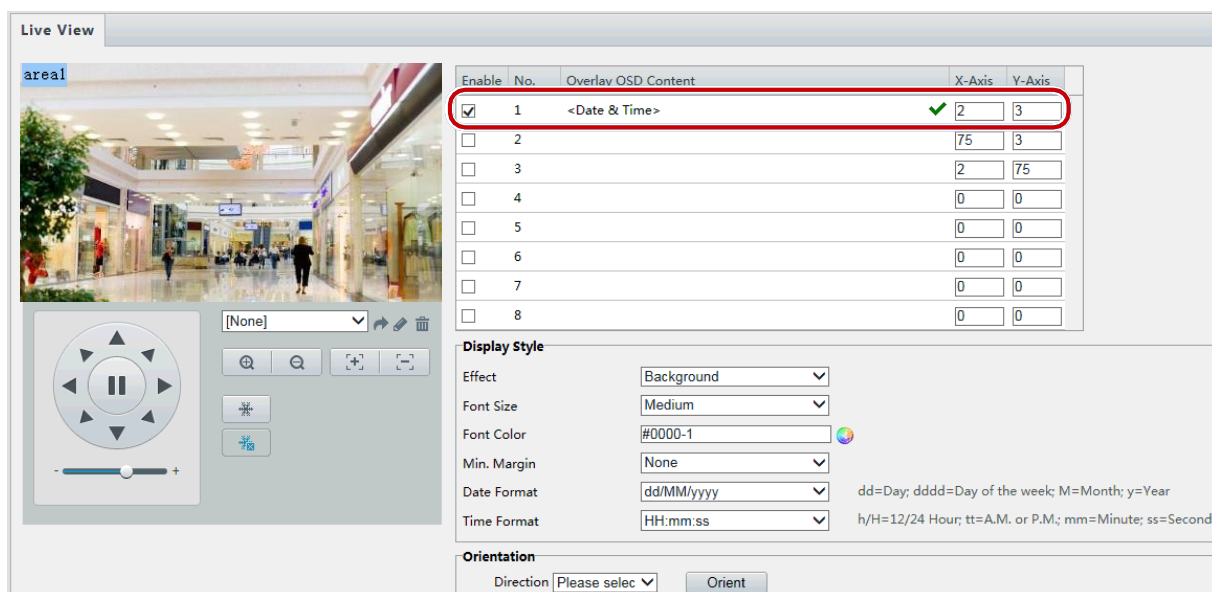 Live View
area1
Enable No. Overlay OSD Content X-Axis Y-Axis
1 <Date & Time> 2 3
2 75 3
3 2 75
4 0 0
5 0 0
6 0 0
7 0 0
8 0 0
[None]
- +
Display Style
Effect Background
Font Size Medium
Font Color #0000-1
Min. Margin None
Date Format dd/MM/yyyy dd=Day; dddd=Day of the week; M=Month; y=Year
Time Format HH:mm:ss h/H=12/24 Hour; tt=A.M. or P.M.; mm=Minute; ss=Second
Orientation
Direction Please selec Orient